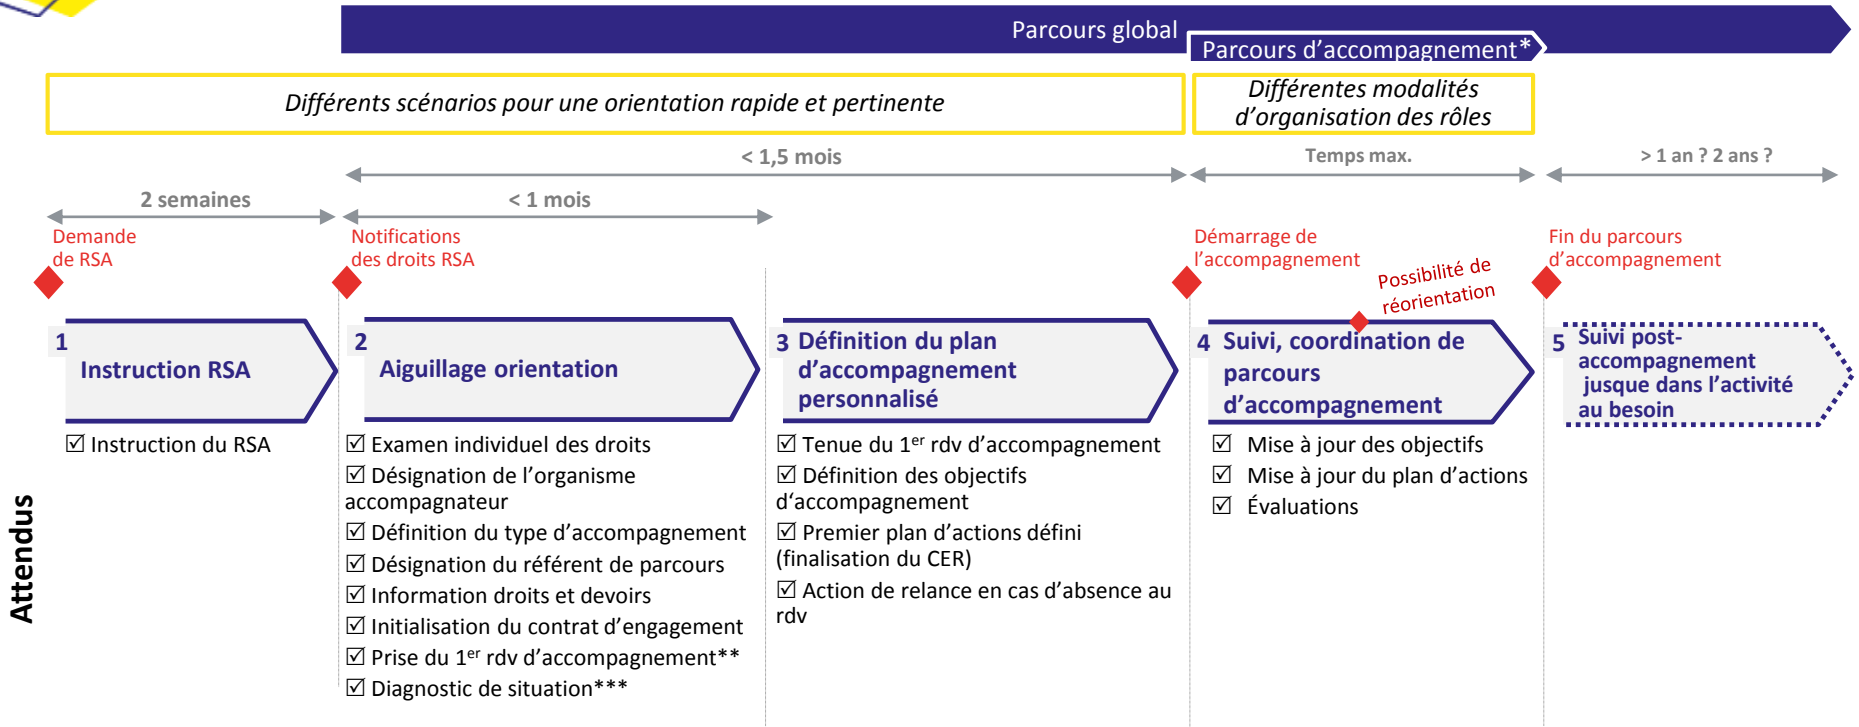 Parcours global
Parcours d’accompagnement*
Différents scénarios pour une orientation rapide et pertinente
Différentes modalités
d’organisation des rôles
< 1,5 mois
Temps max.
> 1 an ? 2 ans ?
2 semaines
< 1 mois
Demande
de RSA
Notifications
des droits RSA
Démarrage de
l’accompagnement
Possibilité de
réorientation
Fin du parcours
d’accompagnement
1
Instruction RSA
2
Aiguillage orientation
3 Définition du plan
d’accompagnement
personnalisé
4 Suivi, coordination de
parcours
d’accompagnement
5 Suivi post-
accompagnement
jusque dans l’activité
au besoin
Attendus
☑ Instruction du RSA
☑ Examen individuel des droits
☑ Désignation de l’organisme
accompagnateur
☑ Définition du type d’accompagnement
☑ Désignation du référent de parcours
☑ Information droits et devoirs
☑ Initialisation du contrat d’engagement
☑ Prise du 1er rdv d’accompagnement**
☑ Diagnostic de situation***
☑ Tenue du 1er rdv d’accompagnement
☑ Définition des objectifs
d‘accompagnement
☑ Premier plan d’actions défini
(finalisation du CER)
☑ Action de relance en cas d’absence au
rdv
☑ Mise à jour des objectifs
☑ Mise à jour du plan d’actions
☑ Évaluations